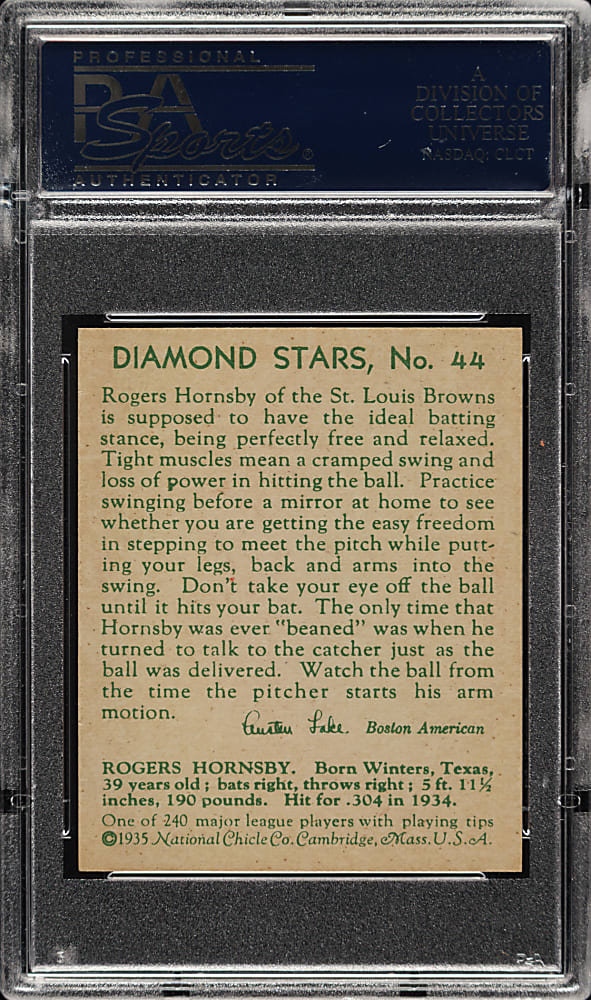 PROFESSIONAL
PSA
Sports®
AUTHENTICATOR
A
DIVISION OF
COLLECTORS
UNIVERSE
NASDAQ: CLCT
DIAMOND STARS, No. 44
Rogers Hornsby of the St. Louis Browns
is supposed to have the ideal batting
stance, being perfectly free and relaxed.
Tight muscles mean a cramped swing and
loss of power in hitting the ball. Practice
swinging before a mirror at home to see
whether you are getting the easy freedom
in stepping to meet the pitch while putt-
ing your legs, back and arms into the
swing. Don't take your eye off the ball
until it hits your bat. The only time that
Hornsby was ever "beaned" was when he
turned to talk to the catcher just as the
ball was delivered. Watch the ball from
the time the pitcher starts his arm
motion.
Austen Lake. Boston American
ROGERS HORNSBY. Born Winters, Texas,
39 years old; bats right, throws right; 5 ft. 11½
inches, 190 pounds. Hit for .304 in 1934.
One of 240 major league players with playing tips
©1935 National Chicle Co. Cambridge, Mass. U.S.A.
3
PSA